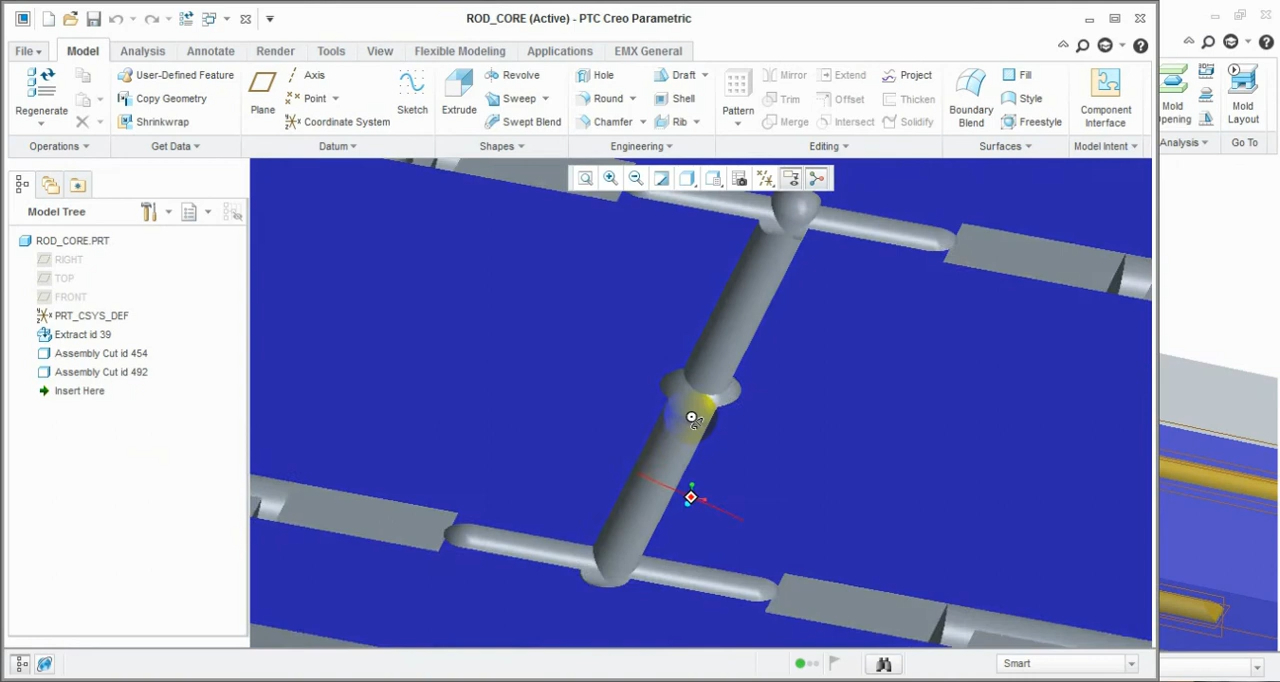 ROD_CORE (Active) - PTC Creo Parametric
File Model Analysis Annotate Render Tools View Flexible Modeling Applications EMX General
Regenerate
User-Defined Feature
Copy Geometry
Shrinkwrap
Plane
Axis
Point
Coordinate System
Sketch
Extrude
Revolve
Sweep
Swept Blend
Hole
Round
Chamfer
Draft
Shell
Rib
Pattern
Mirror
Trim
Merge
Extend
Offset
Intersect
Project
Thicken
Solidify
Boundary
Blend
Fill
Style
Freestyle
Component
Interface
Mold
Opening
Mold
Layout
Operations Get Data Datum Shapes Engineering Editing Surfaces Model Intent Analysis Go To
Model Tree
ROD_CORE.PRT
RIGHT
TOP
FRONT
PRT_CSYS_DEF
Extract id 39
Assembly Cut id 454
Assembly Cut id 492
Insert Here
Smart